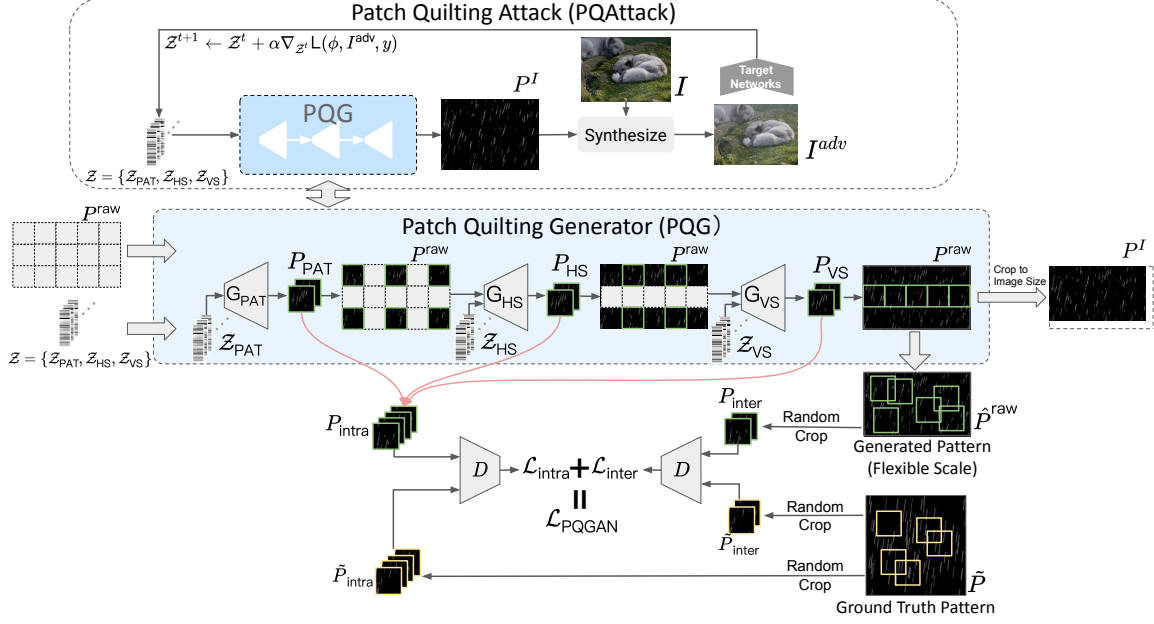 Patch Quilting Attack (PQAttack)
𝒵^{t+1} ← 𝒵^t + α∇_{𝒵^t} L(ϕ, I^{adv}, y)
Target
Networks
PQG
P^I
I
Synthesize
I^{adv}
𝒵 = {𝒵_PAT, 𝒵_HS, 𝒵_VS}
Patch Quilting Generator (PQG）
P^raw
P_PAT
P^raw
P_HS
P^raw
P_VS
P^raw
P^I
Crop to
Image Size
G_PAT
G_HS
G_VS
𝒵_PAT
𝒵_HS
𝒵_VS
𝒵 = {𝒵_PAT, 𝒵_HS, 𝒵_VS}
P_intra
P_inter
Random
Crop
P̂^raw
Generated Pattern
(Flexible Scale)
D
ℒ_intra + ℒ_inter
D
=
ℒ_PQGAN
P̃_inter
Random
Crop
P̃_intra
Random
Crop
P̃
Ground Truth Pattern